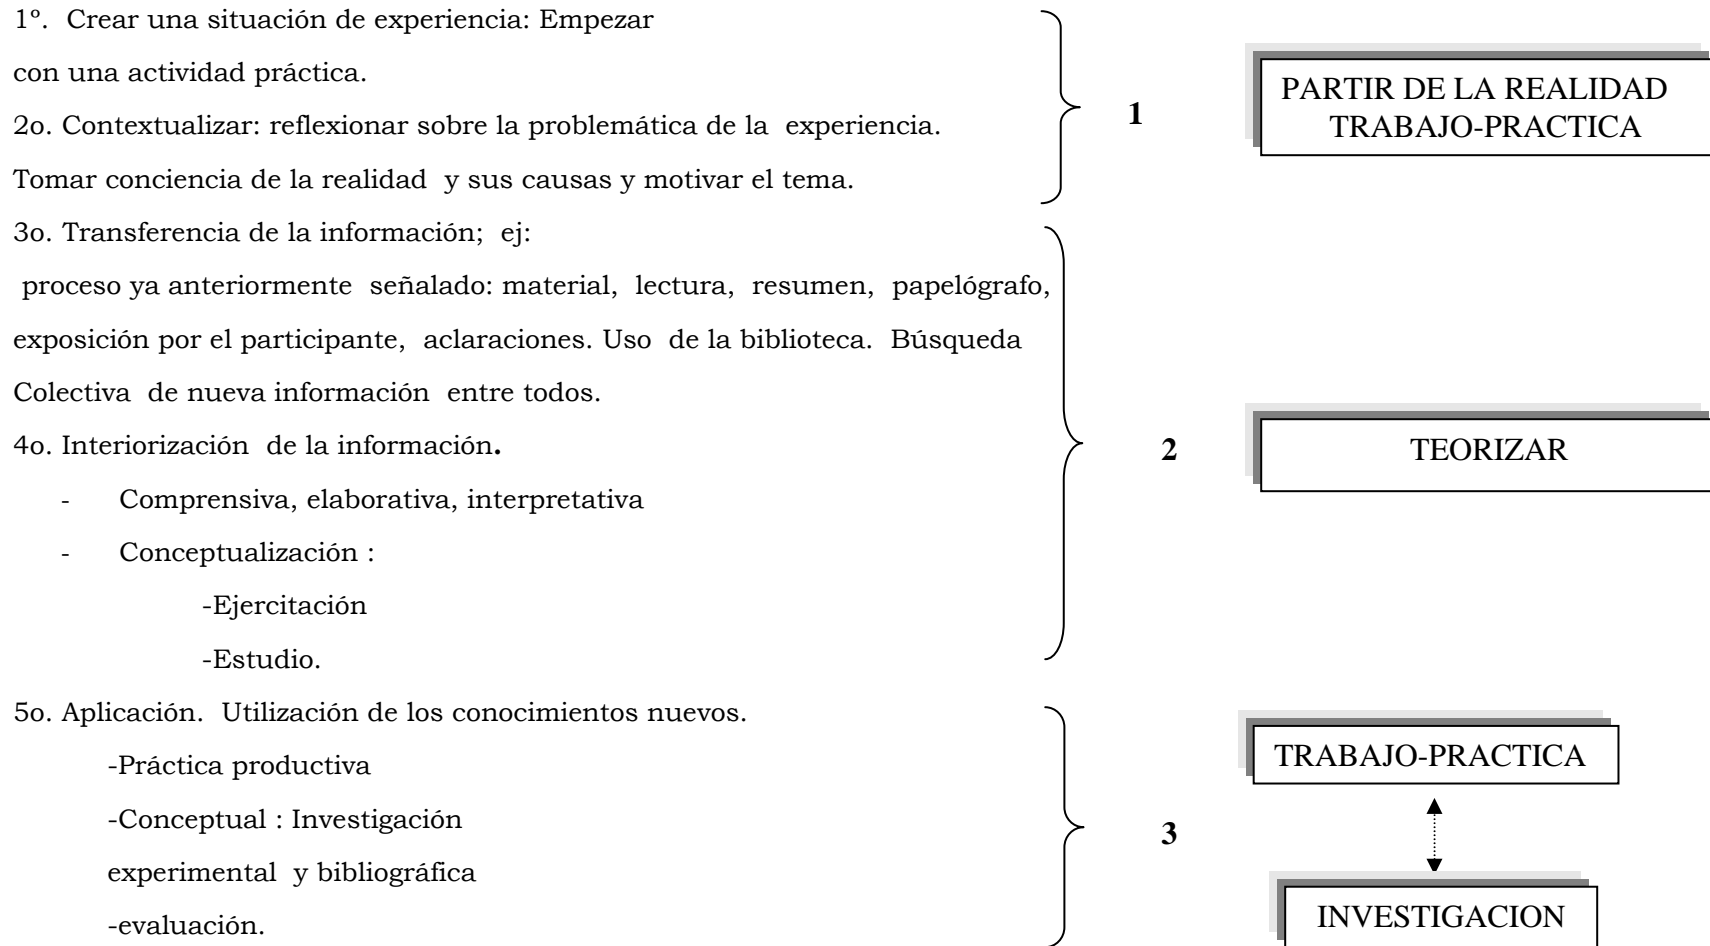 1º. Crear una situación de experiencia: Empezar
con una actividad práctica.
2o. Contextualizar: reflexionar sobre la problemática de la experiencia.
Tomar conciencia de la realidad y sus causas y motivar el tema.
1
PARTIR DE LA REALIDAD
TRABAJO-PRACTICA
3o. Transferencia de la información; ej:
proceso ya anteriormente señalado: material, lectura, resumen, papelógrafo,
exposición por el participante, aclaraciones. Uso de la biblioteca. Búsqueda
Colectiva de nueva información entre todos.
4o. Interiorización de la información.
- Comprensiva, elaborativa, interpretativa
- Conceptualización :
-Ejercitación
-Estudio.
2
TEORIZAR
5o. Aplicación. Utilización de los conocimientos nuevos.
-Práctica productiva
-Conceptual : Investigación
experimental y bibliográfica
-evaluación.
3
TRABAJO-PRACTICA
INVESTIGACION